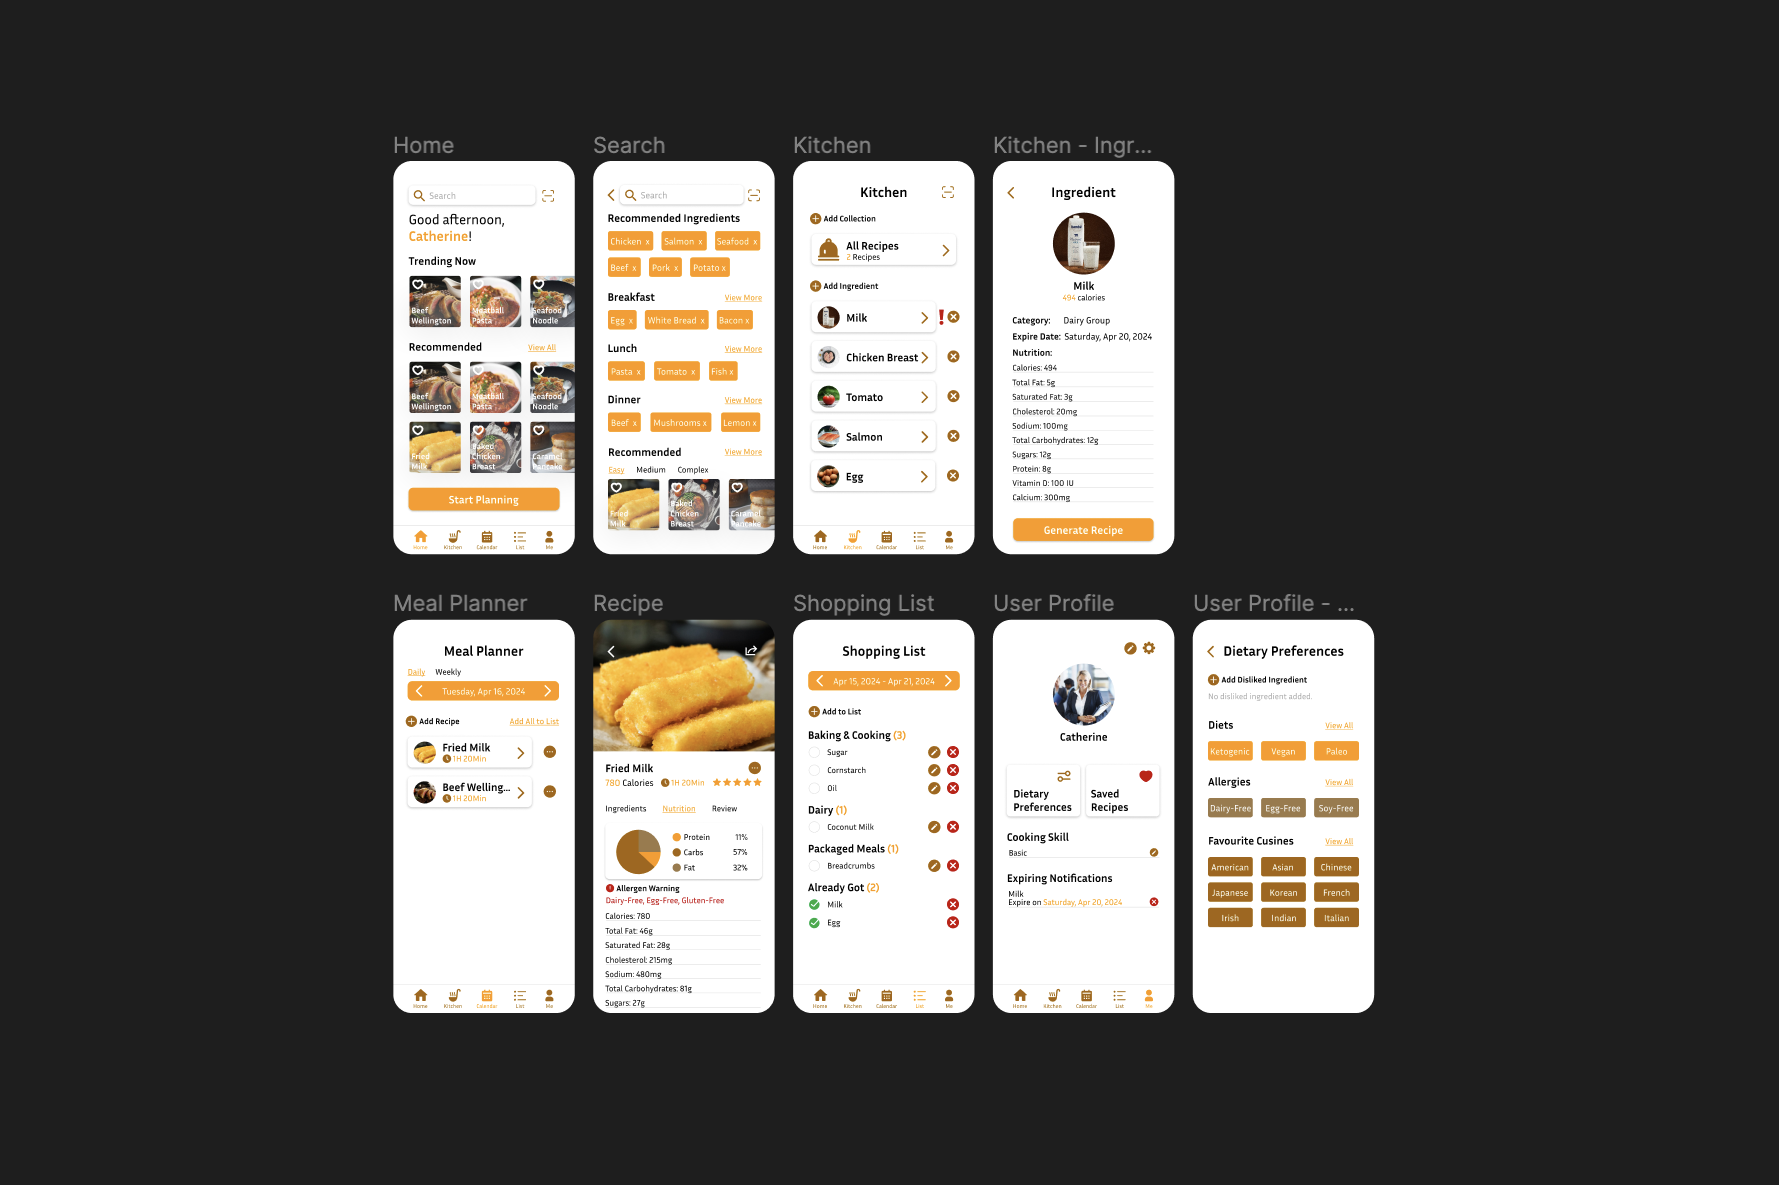 Home
Search
Good afternoon,
Catherine!
Trending Now
Beef Wellington
Meatball Pasta
Seafood Noodle
Recommended View All
Beef Wellington
Meatball Pasta
Seafood Noodle
Fried Milk
Baked Chicken Breast
Caramel Pancake
Start Planning
Home Kitchen Calendar List Me
Search
Search
Recommended Ingredients
Chicken x Salmon x Seafood x
Beef x Pork x Potato x
Breakfast View More
Egg x White Bread x Bacon x
Lunch View More
Pasta x Tomato x Fish x
Dinner View More
Beef x Mushrooms x Lemon x
Recommended View More
Easy Medium Complex
Fried Milk
Baked Chicken Breast
Caramel Pancake
Kitchen
Kitchen
Add Collection
All Recipes
2 Recipes
Add Ingredient
Milk
Chicken Breast
Tomato
Salmon
Egg
Home Kitchen Calendar List Me
Kitchen - Ingr...
Ingredient
Milk
494 calories
Category: Dairy Group
Expire Date: Saturday, Apr 20, 2024
Nutrition:
Calories: 494
Total Fat: 5g
Saturated Fat: 3g
Cholesterol: 20mg
Sodium: 100mg
Total Carbohydrates: 12g
Sugars: 12g
Protein: 8g
Vitamin D: 100 IU
Calcium: 300mg
Generate Recipe
Meal Planner
Meal Planner
Daily Weekly
Tuesday, Apr 16, 2024
Add Recipe Add All to List
Fried Milk
1H 20Min
Beef Welling...
1H 20Min
Home Kitchen Calendar List Me
Recipe
Fried Milk
780 Calories 1H 20Min
Ingredients Nutrition Review
Protein 11%
Carbs 57%
Fat 32%
Allergen Warning
Dairy-Free, Egg-Free, Gluten-Free
Calories: 780
Total Fat: 46g
Saturated Fat: 28g
Cholesterol: 215mg
Sodium: 480mg
Total Carbohydrates: 81g
Sugars: 27g
Shopping List
Shopping List
Apr 15, 2024 - Apr 21, 2024
Add to List
Baking & Cooking (3)
Sugar
Cornstarch
Oil
Dairy (1)
Coconut Milk
Packaged Meals (1)
Breadcrumbs
Already Got (2)
Milk
Egg
Home Kitchen Calendar List Me
User Profile
Catherine
Dietary Preferences
Saved Recipes
Cooking Skill
Basic
Expiring Notifications
Milk
Expire on Saturday, Apr 20, 2024
Home Kitchen Calendar List Me
User Profile - ...
Dietary Preferences
Add Disliked Ingredient
No disliked ingredient added.
Diets View All
Ketogenic Vegan Paleo
Allergies View All
Dairy-Free Egg-Free Soy-Free
Favourite Cusines View All
American Asian Chinese
Japanese Korean French
Irish Indian Italian